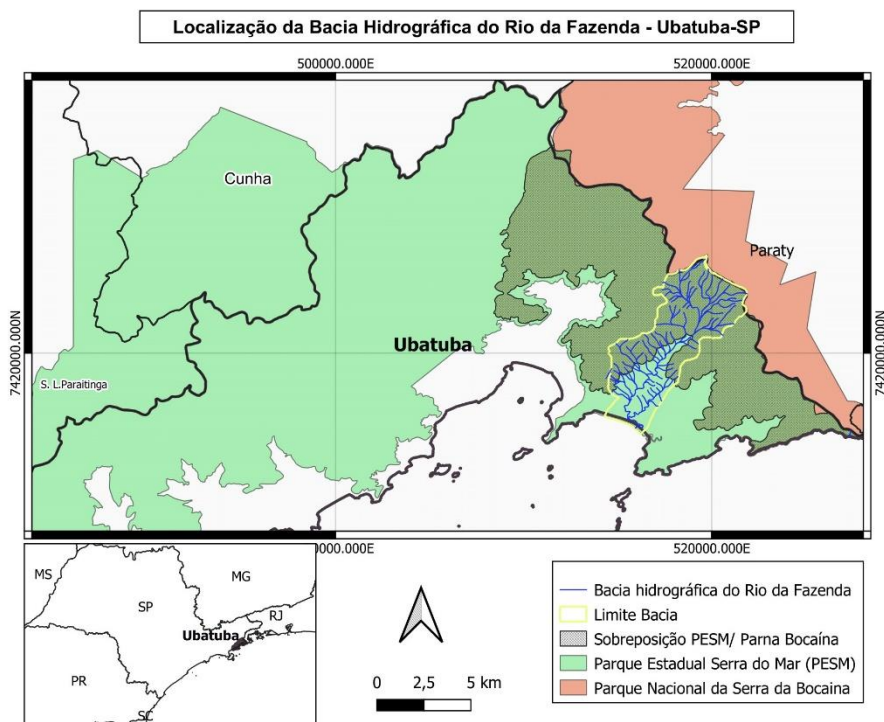 Localização da Bacia Hidrográfica do Rio da Fazenda - Ubatuba-SP
500000.000E
520000.000E
7420000.000N
7420000.000N
Cunha
Paraty
Ubatuba
S. L.Paraitinga
00000.000E
520000.000E
MS
MG
SP
RJ
Ubatuba
PR
SC
0
2,5
5 km
Bacia hidrográfica do Rio da Fazenda
Limite Bacia
Sobreposição PESM/ Parna Bocaína
Parque Estadual Serra do Mar (PESM)
Parque Nacional da Serra da Bocaina